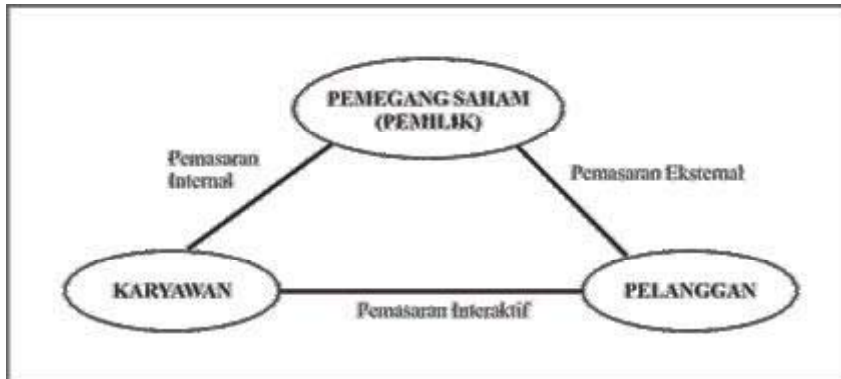 PEMEGANG SAHAM
(PEMILIK)
Pemasaran
Internal
Pemasaran Eksternal
KARYAWAN
PELANGGAN
Pemasaran Interaktif